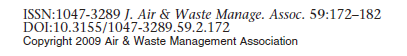 ISSN:1047-3289 J. Air & Waste Manage. Assoc. 59:172–182
DOI:10.3155/1047-3289.59.2.172
Copyright 2009 Air & Waste Management Association